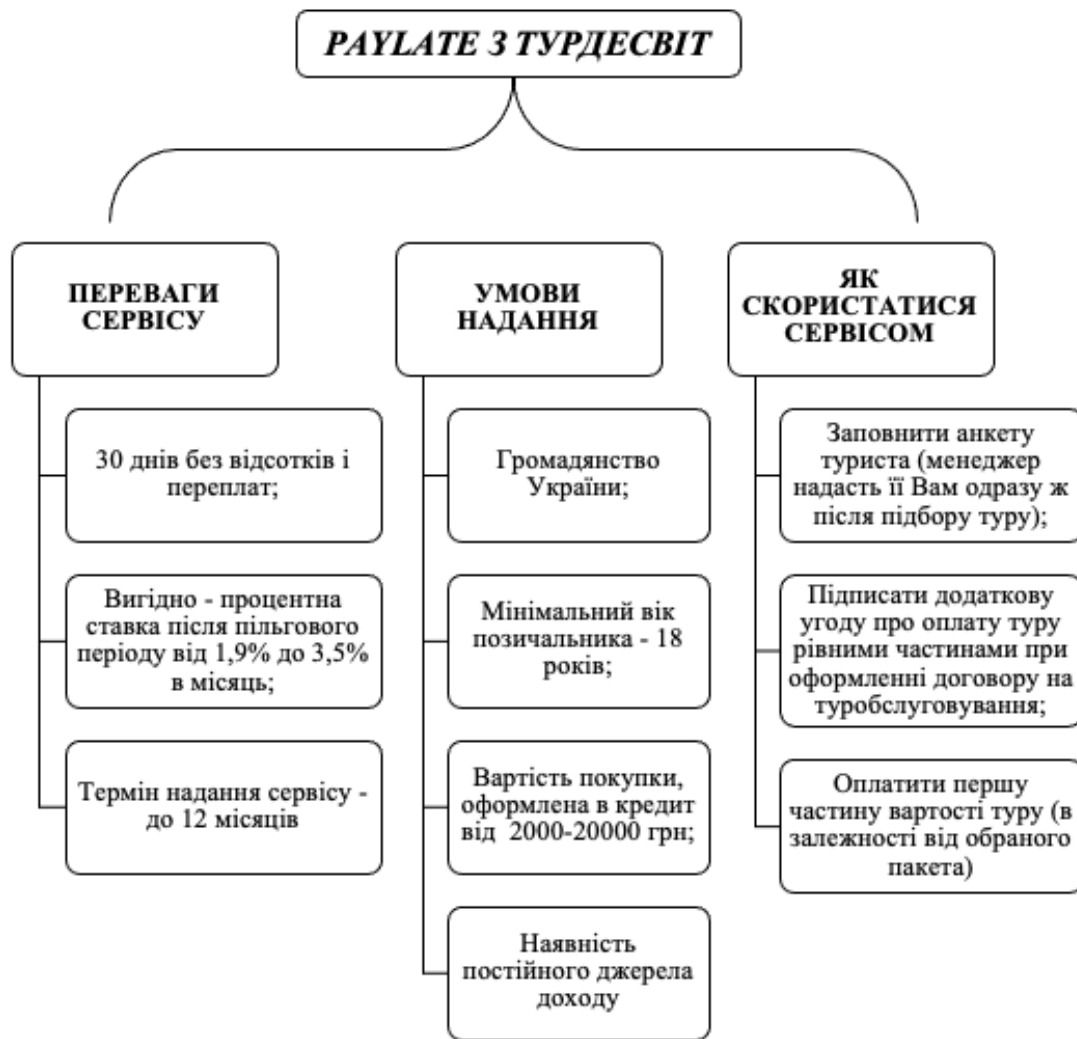 PAYLATE З ТУРДЕСВІТ
ПЕРЕВАГИ
СЕРВІСУ
30 днів без відсотків і
переплат;
Вигідно - процентна
ставка після пільгового
періоду від 1,9% до 3,5%
в місяць;
Термін надання сервісу -
до 12 місяців
УМОВИ
НАДАННЯ
Громадянство
України;
Мінімальний вік
позичальника - 18
років;
Вартість покупки,
оформлена в кредит
від 2000-20000 грн;
Наявність
постійного джерела
доходу
ЯК
СКОРИСТАТИСЯ
СЕРВІСОМ
Заповнити анкету
туриста (менеджер
надасть її Вам одразу ж
після підбору туру);
Підписати додаткову
угоду про оплату туру
рівними частинами при
оформленні договору на
туробслуговування;
Оплатити першу
частину вартості туру (в
залежності від обраного
пакета)